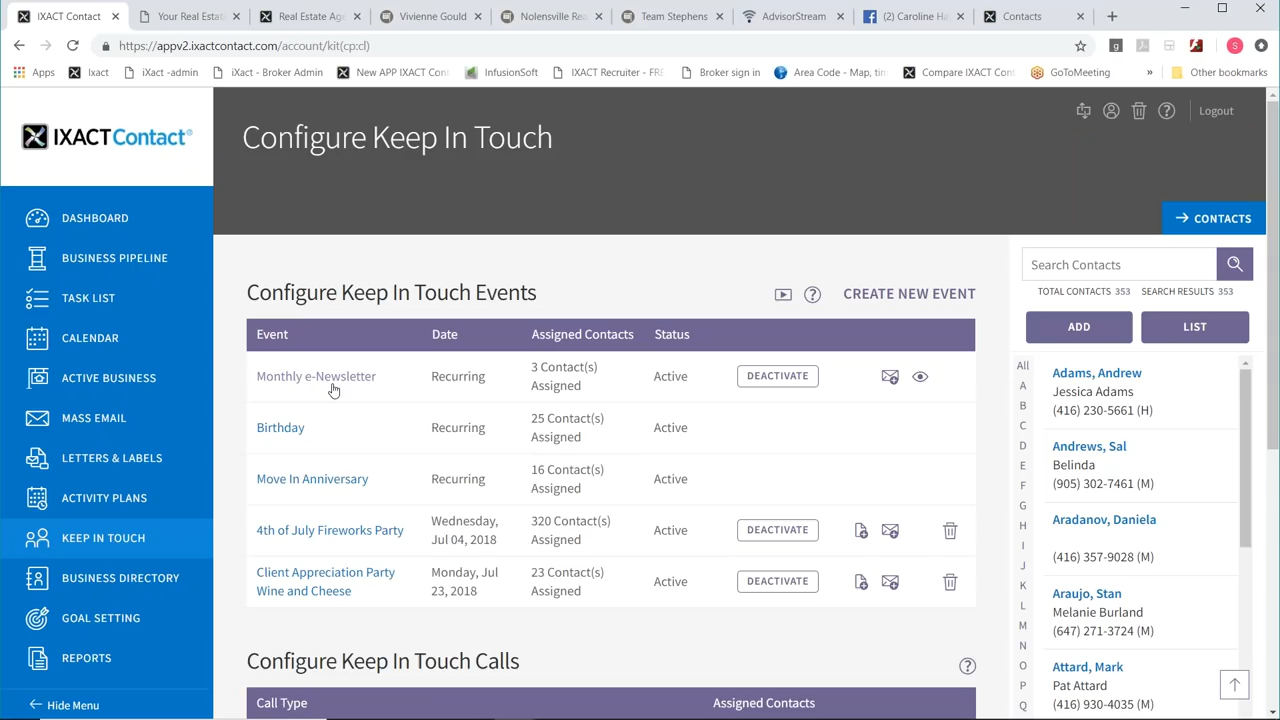 IXACT Contact
Your Real Estat
Real Estate Age
Vivienne Gould
Nolensville Rea
Team Stephens
AdvisorStream
(2) Caroline Ha
Contacts
https://appv2.ixactcontact.com/account/kit(cp:cl)
Apps
Ixact
iXact -admin
iXact - Broker Admin
New APP IXACT Con
InfusionSoft
IXACT Recruiter - FRE
Broker sign in
Area Code - Map, tim
Compare IXACT Cont
GoToMeeting
»
Other bookmarks
IXACTContact®
Configure Keep In Touch
Logout
→ CONTACTS
DASHBOARD
BUSINESS PIPELINE
TASK LIST
CALENDAR
ACTIVE BUSINESS
MASS EMAIL
LETTERS & LABELS
ACTIVITY PLANS
KEEP IN TOUCH
BUSINESS DIRECTORY
GOAL SETTING
REPORTS
← Hide Menu
Configure Keep In Touch Events
CREATE NEW EVENT
Event Date Assigned Contacts Status
Monthly e-Newsletter Recurring 3 Contact(s) Active DEACTIVATE
Assigned
Birthday Recurring 25 Contact(s) Active
Assigned
Move In Anniversary Recurring 16 Contact(s) Active
Assigned
4th of July Fireworks Party Wednesday, 320 Contact(s) Active DEACTIVATE
Jul 04, 2018 Assigned
Client Appreciation Party Monday, Jul 23 Contact(s) Active DEACTIVATE
Wine and Cheese 23, 2018 Assigned
Configure Keep In Touch Calls
Call Type Assigned Contacts
Search Contacts
TOTAL CONTACTS 353 SEARCH RESULTS 353
ADD LIST
All
A
B
C
D
E
F
G
H
I
J
K
L
M
N
O
P
Q
Adams, Andrew
Jessica Adams
(416) 230-5661 (H)
Andrews, Sal
Belinda
(905) 302-7461 (M)
Aradanov, Daniela
(416) 357-9028 (M)
Araujo, Stan
Melanie Burland
(647) 271-3724 (M)
Attard, Mark
Pat Attard
(416) 930-4035 (M)